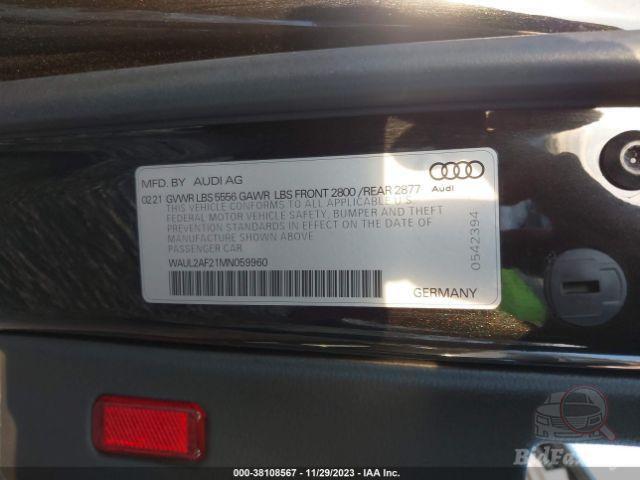 MFD. BY AUDI AG
Audi
0221 GVWR LBS 5556 GAWR LBS FRONT 2800 /REAR 2877
THIS VEHICLE CONFORMS TO ALL APPLICABLE U.S
FEDERAL MOTOR VEHICLE SAFETY, BUMPER AND THEFT
PREVENTION STANDARDS IN EFFECT ON THE DATE OF
MANUFACTURE SHOWN ABOVE
PASSENGER CAR.
WAUL2AF21MN059960
0542394
GERMANY
BidFax
000-38108567 - 11/29/2023 - IAA Inc.